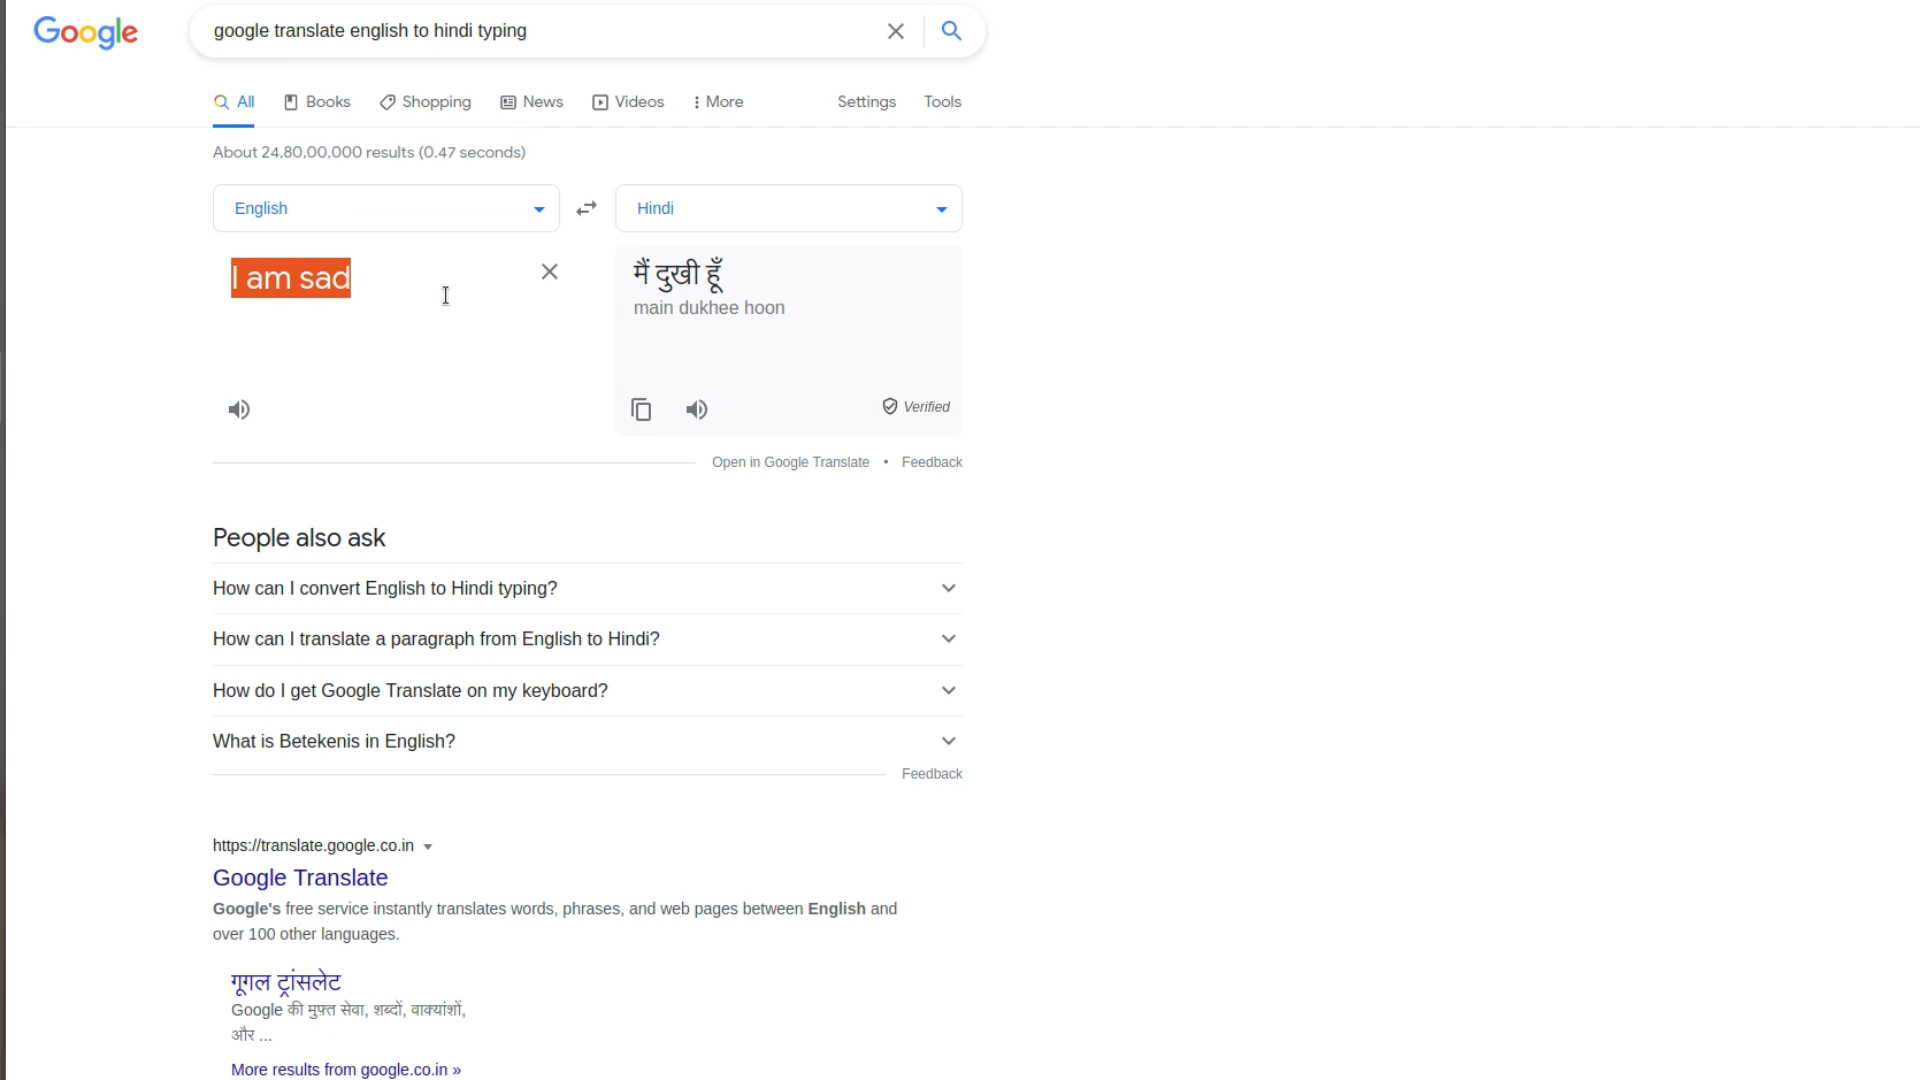 Google
google translate english to hindi typing
All
Books
Shopping
News
Videos
More
Settings
Tools
About 24,80,00,000 results (0.47 seconds)
English
Hindi
I am sad
मैं दुखी हूँ
main dukhee hoon
Verified
Open in Google Translate • Feedback
People also ask
How can I convert English to Hindi typing?
How can I translate a paragraph from English to Hindi?
How do I get Google Translate on my keyboard?
What is Betekenis in English?
Feedback
https://translate.google.co.in
Google Translate
Google's free service instantly translates words, phrases, and web pages between English and
over 100 other languages.
गूगल ट्रांसलेट
Google की मुफ़्त सेवा, शब्दों, वाक्यांशों,
और ...
More results from google.co.in »